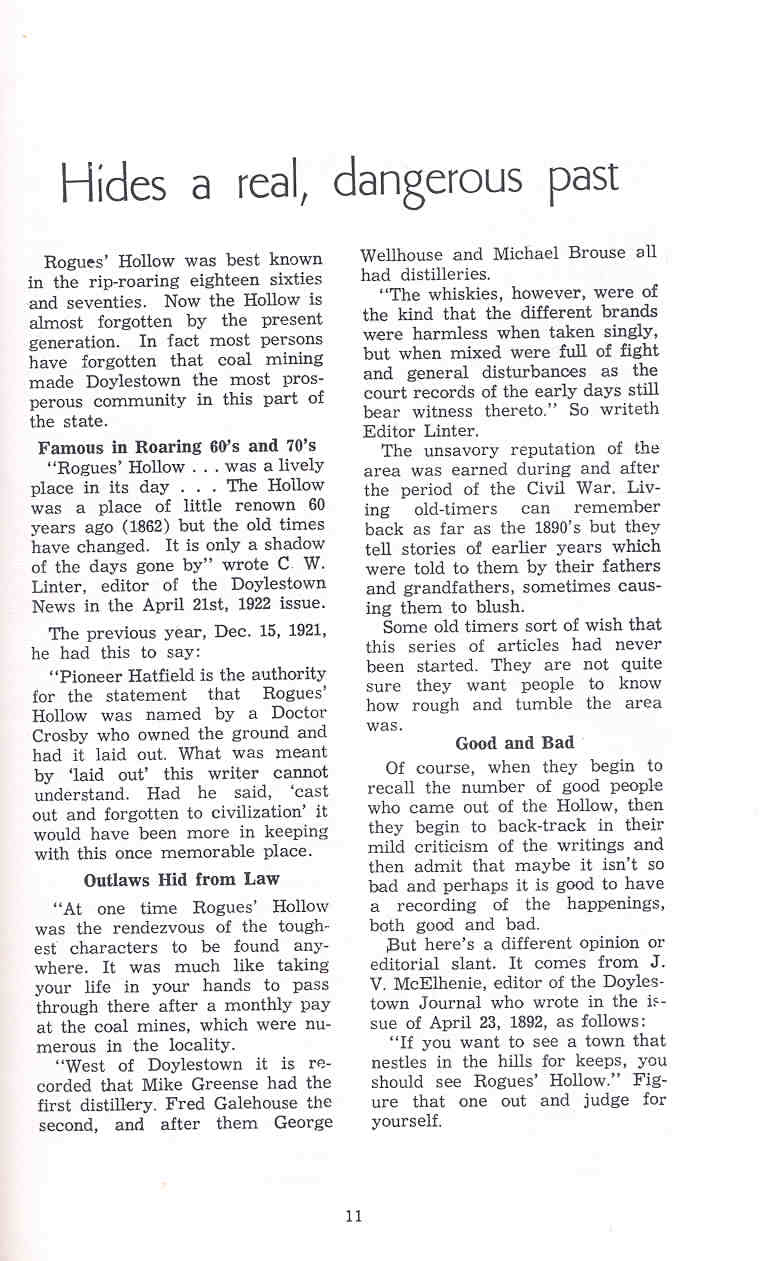 Hides a real, dangerous past
Rogues' Hollow was best known
in the rip-roaring eighteen sixties
and seventies. Now the Hollow is
almost forgotten by the present
generation. In fact most persons
have forgotten that coal mining
made Doylestown the most pros-
perous community in this part of
the state.
Famous in Roaring 60's and 70's
"Rogues' Hollow . . . was a lively
place in its day . . . The Hollow
was a place of little renown 60
years ago (1862) but the old times
have changed. It is only a shadow
of the days gone by" wrote C. W.
Linter, editor of the Doylestown
News in the April 21st, 1922 issue.
The previous year, Dec. 15, 1921,
he had this to say:
"Pioneer Hatfield is the authority
for the statement that Rogues'
Hollow was named by a Doctor
Crosby who owned the ground and
had it laid out. What was meant
by 'laid out' this writer cannot
understand. Had he said, 'cast
out and forgotten to civilization' it
would have been more in keeping
with this once memorable place.
Outlaws Hid from Law
"At one time Rogues' Hollow
was the rendezvous of the tough-
est characters to be found any-
where. It was much like taking
your life in your hands to pass
through there after a monthly pay
at the coal mines, which were nu-
merous in the locality.
"West of Doylestown it is re-
corded that Mike Greense had the
first distillery. Fred Galehouse the
second, and after them George
Wellhouse and Michael Brouse all
had distilleries.
"The whiskies, however, were of
the kind that the different brands
were harmless when taken singly,
but when mixed were full of fight
and general disturbances as the
court records of the early days still
bear witness thereto." So writeth
Editor Linter.
The unsavory reputation of the
area was earned during and after
the period of the Civil War. Liv-
ing old-timers can remember
back as far as the 1890's but they
tell stories of earlier years which
were told to them by their fathers
and grandfathers, sometimes caus-
ing them to blush.
Some old timers sort of wish that
this series of articles had never
been started. They are not quite
sure they want people to know
how rough and tumble the area
was.
Good and Bad
Of course, when they begin to
recall the number of good people
who came out of the Hollow, then
they begin to back-track in their
mild criticism of the writings and
then admit that maybe it isn't so
bad and perhaps it is good to have
a recording of the happenings,
both good and bad.
But here's a different opinion or
editorial slant. It comes from J.
V. McElhenie, editor of the Doyles-
town Journal who wrote in the is-
sue of April 23, 1892, as follows:
"If you want to see a town that
nestles in the hills for keeps, you
should see Rogues' Hollow." Fig-
ure that one out and judge for
yourself.
11